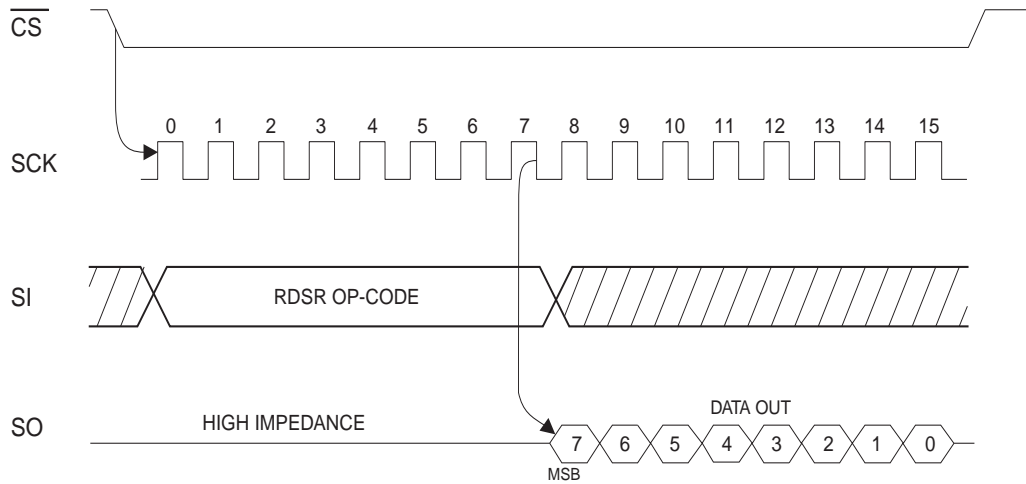 CS
0 1 2 3 4 5 6 7 8 9 10 11 12 13 14 15
SCK
SI
RDSR OP-CODE
SO
HIGH IMPEDANCE
DATA OUT
7 6 5 4 3 2 1 0
MSB